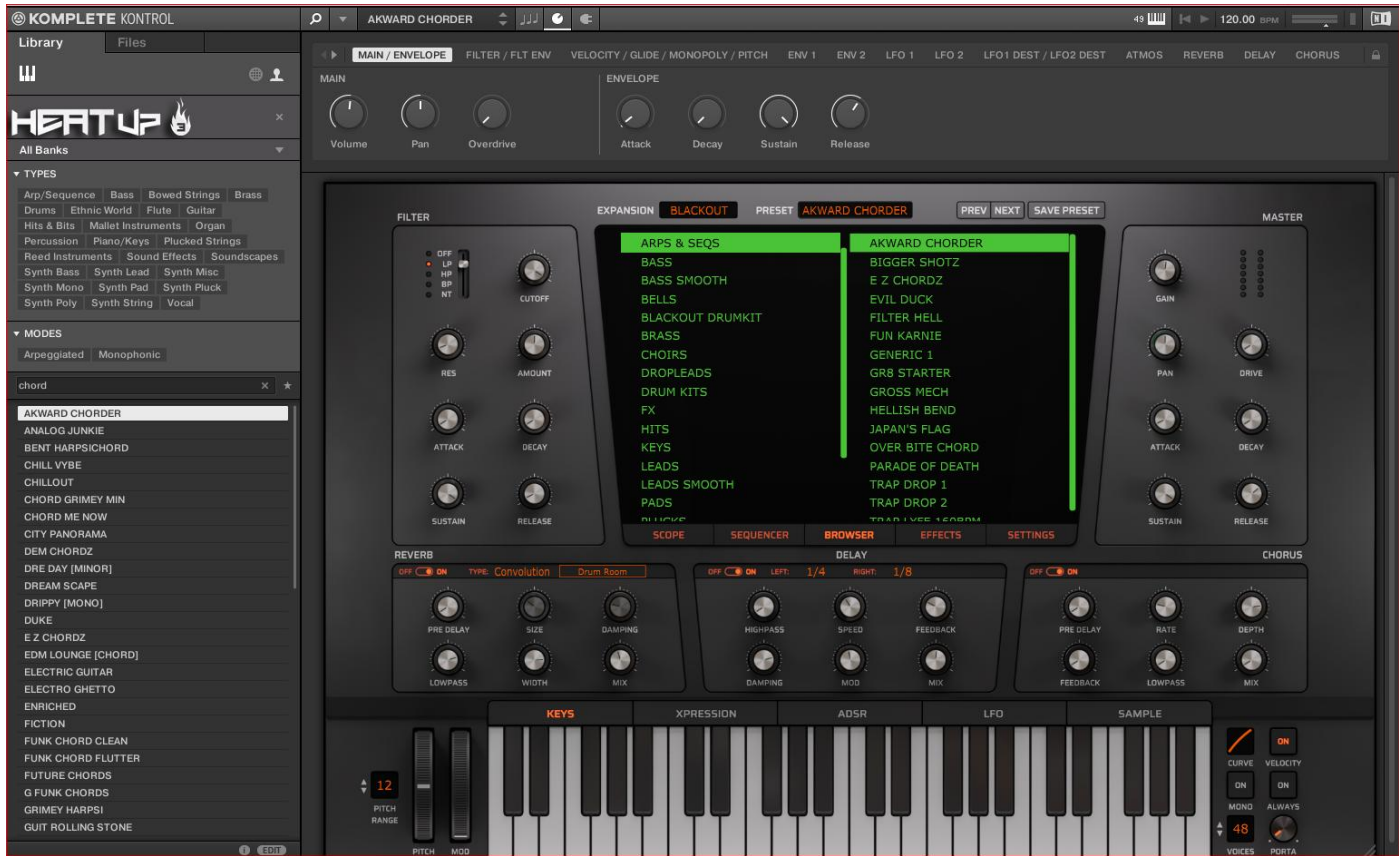 KOMPLETE KONTROL
AKWARD CHORDER
49
120.00 BPM
Library
Files
MAIN / ENVELOPE FILTER / FLT ENV VELOCITY / GLIDE / MONOPOLY / PITCH ENV 1 ENV 2 LFO 1 LFO 2 LFO1 DEST / LFO2 DEST ATMOS REVERB DELAY CHORUS
MAIN
ENVELOPE
Volume Pan Overdrive
Attack Decay Sustain Release
HEATUP 3
All Banks
TYPES
Arp/Sequence Bass Bowed Strings Brass
Drums Ethnic World Flute Guitar
Hits & Bits Mallet Instruments Organ
Percussion Piano/Keys Plucked Strings
Reed Instruments Sound Effects Soundscapes
Synth Bass Synth Lead Synth Misc
Synth Mono Synth Pad Synth Pluck
Synth Poly Synth String Vocal
MODES
Arpeggiated Monophonic
chord
AKWARD CHORDER
ANALOG JUNKIE
BENT HARPSICHORD
CHILL VYBE
CHILLOUT
CHORD GRIMEY MIN
CHORD ME NOW
CITY PANORAMA
DEM CHORDZ
DRE DAY [MINOR]
DREAM SCAPE
DRIPPY [MONO]
DUKE
E Z CHORDZ
EDM LOUNGE [CHORD]
ELECTRIC GUITAR
ELECTRO GHETTO
ENRICHED
FICTION
FUNK CHORD CLEAN
FUNK CHORD FLUTTER
FUTURE CHORDS
G FUNK CHORDS
GRIMEY HARPSI
GUIT ROLLING STONE
EDIT
EXPANSION BLACKOUT PRESET AKWARD CHORDER PREV NEXT SAVE PRESET
FILTER
OFF
LP
HP
BP
NT
CUTOFF
RES AMOUNT
ATTACK DECAY
SUSTAIN RELEASE
ARPS & SEQS
BASS
BASS SMOOTH
BELLS
BLACKOUT DRUMKIT
BRASS
CHOIRS
DROPLEADS
DRUM KITS
FX
HITS
KEYS
LEADS
LEADS SMOOTH
PADS
PLUCKS
AKWARD CHORDER
BIGGER SHOTZ
E Z CHORDZ
EVIL DUCK
FILTER HELL
FUN KARNIE
GENERIC 1
GR8 STARTER
GROSS MECH
HELLISH BEND
JAPAN'S FLAG
OVER BITE CHORD
PARADE OF DEATH
TRAP DROP 1
TRAP DROP 2
TRAP LYFE 160BPM
SCOPE SEQUENCER BROWSER EFFECTS SETTINGS
MASTER
GAIN
PAN DRIVE
ATTACK DECAY
SUSTAIN RELEASE
REVERB
OFF ON TYPE: Convolution Drum Room
PRE DELAY SIZE DAMPING
LOWPASS WIDTH MIX
DELAY
OFF ON LEFT: 1/4 RIGHT: 1/8
HIGHPASS SPEED FEEDBACK
DAMPING MOD MIX
CHORUS
OFF ON
PRE DELAY RATE DEPTH
FEEDBACK LOWPASS MIX
KEYS XPRESSION ADSR LFO SAMPLE
12
PITCH
RANGE
PITCH MOD
ON
CURVE VELOCITY
ON ON
MONO ALWAYS
48
VOICES PORTA